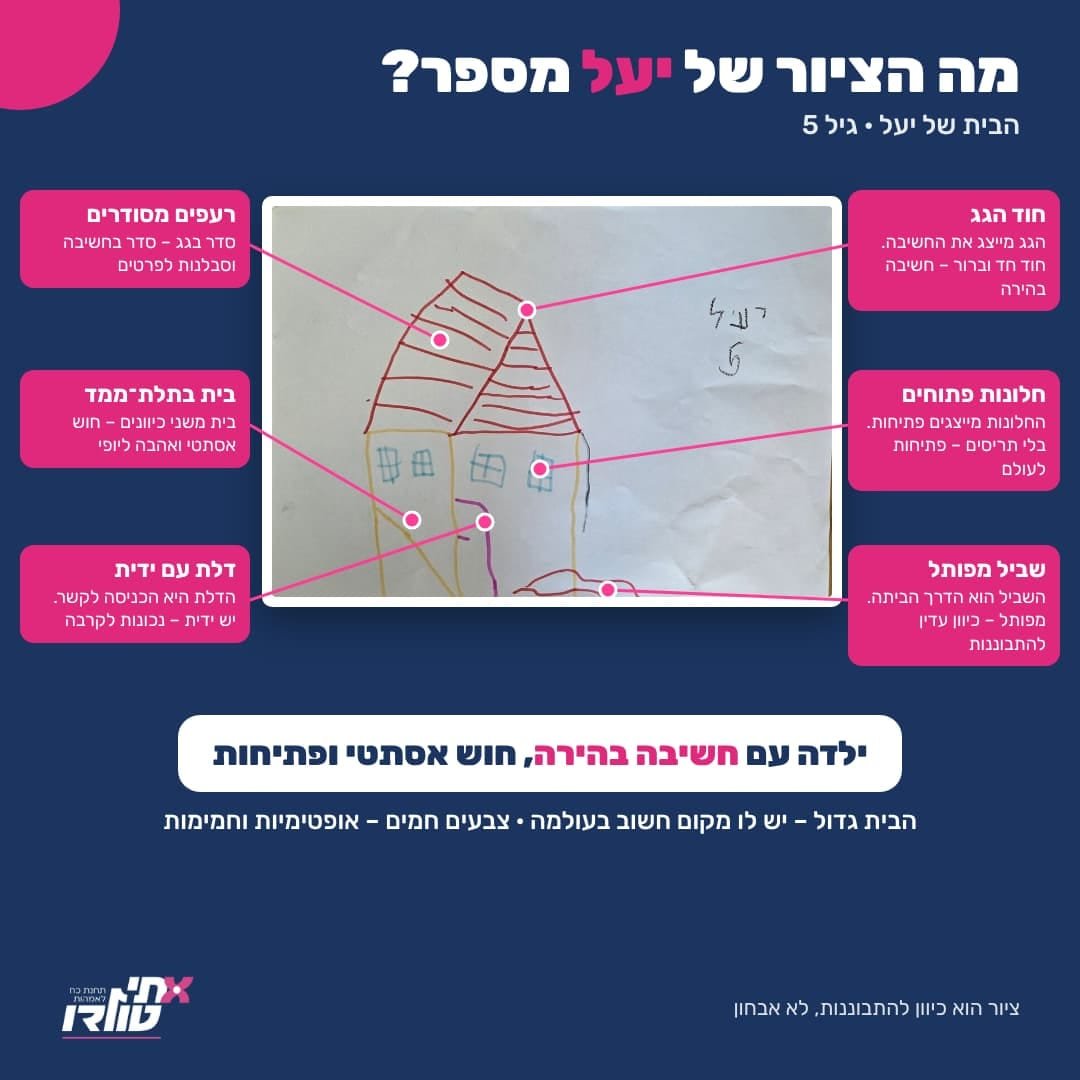 מה הציור של יעל מספר?
הבית של יעל • גיל 5
חוד הגג
הגג מייצג את החשיבה.
חוד חד וברור – חשיבה
בהירה
רעפים מסודרים
סדר בגג – סדר בחשיבה
וסבלנות לפרטים
יעל
5
חלונות פתוחים
החלונות מייצגים פתיחות.
בלי תריסים – פתיחות
לעולם
בית בתלת־ממד
בית משני כיוונים – חוש
אסתטי ואהבה ליופי
שביל מפותל
השביל הוא הדרך הביתה.
מפותל – כיוון עדין
להתבוננות
דלת עם ידית
הדלת היא הכניסה לקשר.
יש ידית – נכונות לקרבה
ילדה עם חשיבה בהירה, חוש אסתטי ופתיחות
הבית גדול – יש לו מקום חשוב בעולמה • צבעים חמים – אופטימיות וחמימות
ציור הוא כיוון להתבוננות, לא אבחון
אתי
טולדו
תחנת כח
לאמהות